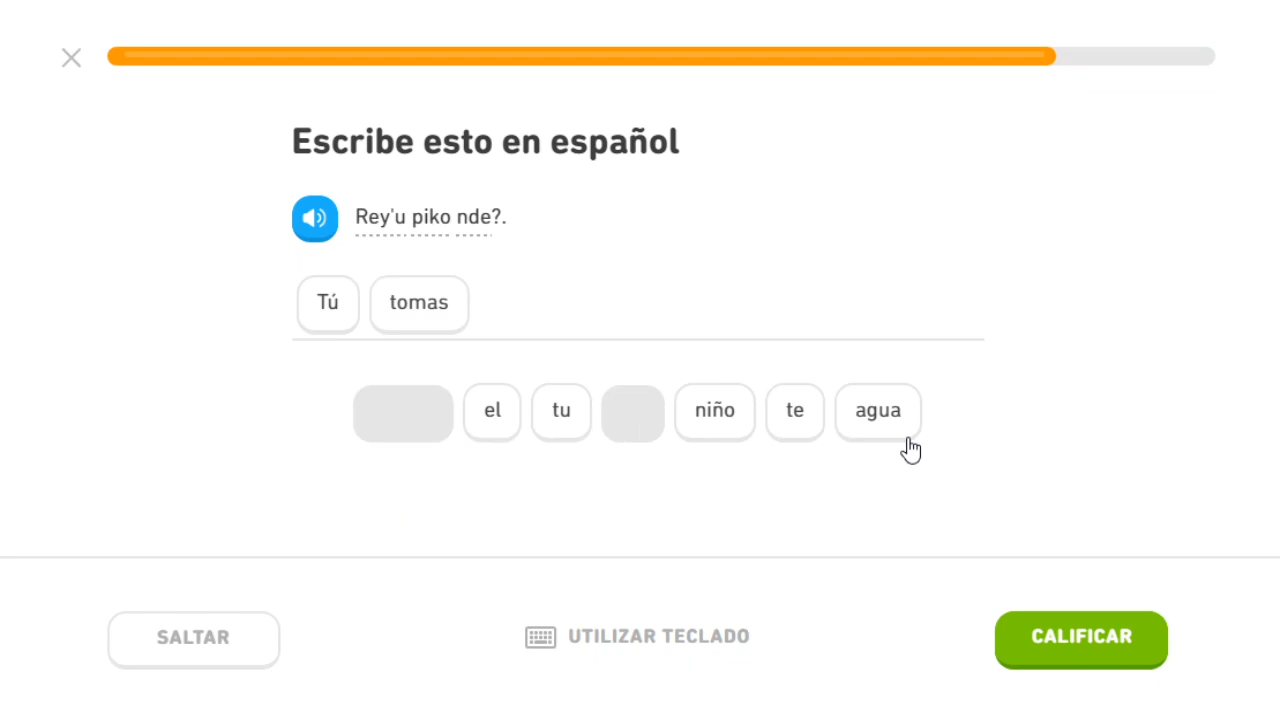 Escribe esto en español
Rey'u piko nde?.
Tú tomas
el tu niño te agua
SALTAR UTILIZAR TECLADO CALIFICAR